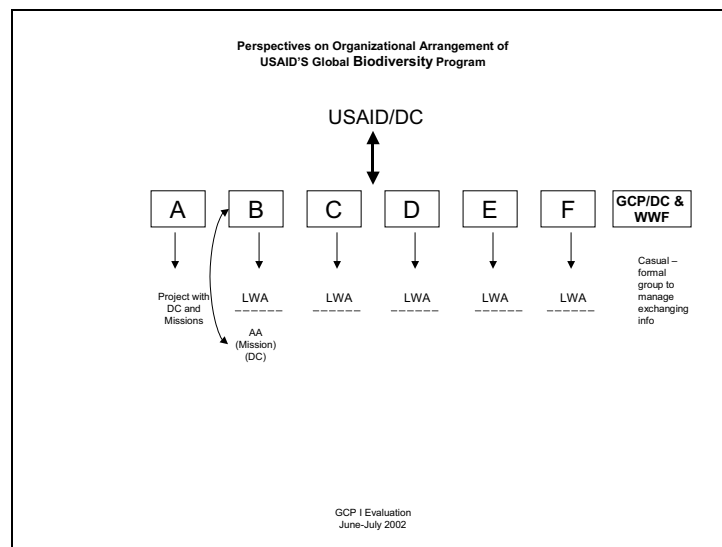 Perspectives on Organizational Arrangement of
USAID'S Global Biodiversity Program
USAID/DC
A
B
C
D
E
F
GCP/DC &
WWF
Project with
DC and
Missions
LWA
LWA
LWA
LWA
LWA
Casual –
formal
group to
manage
exchanging
info
AA
(Mission)
(DC)
GCP I Evaluation
June-July 2002